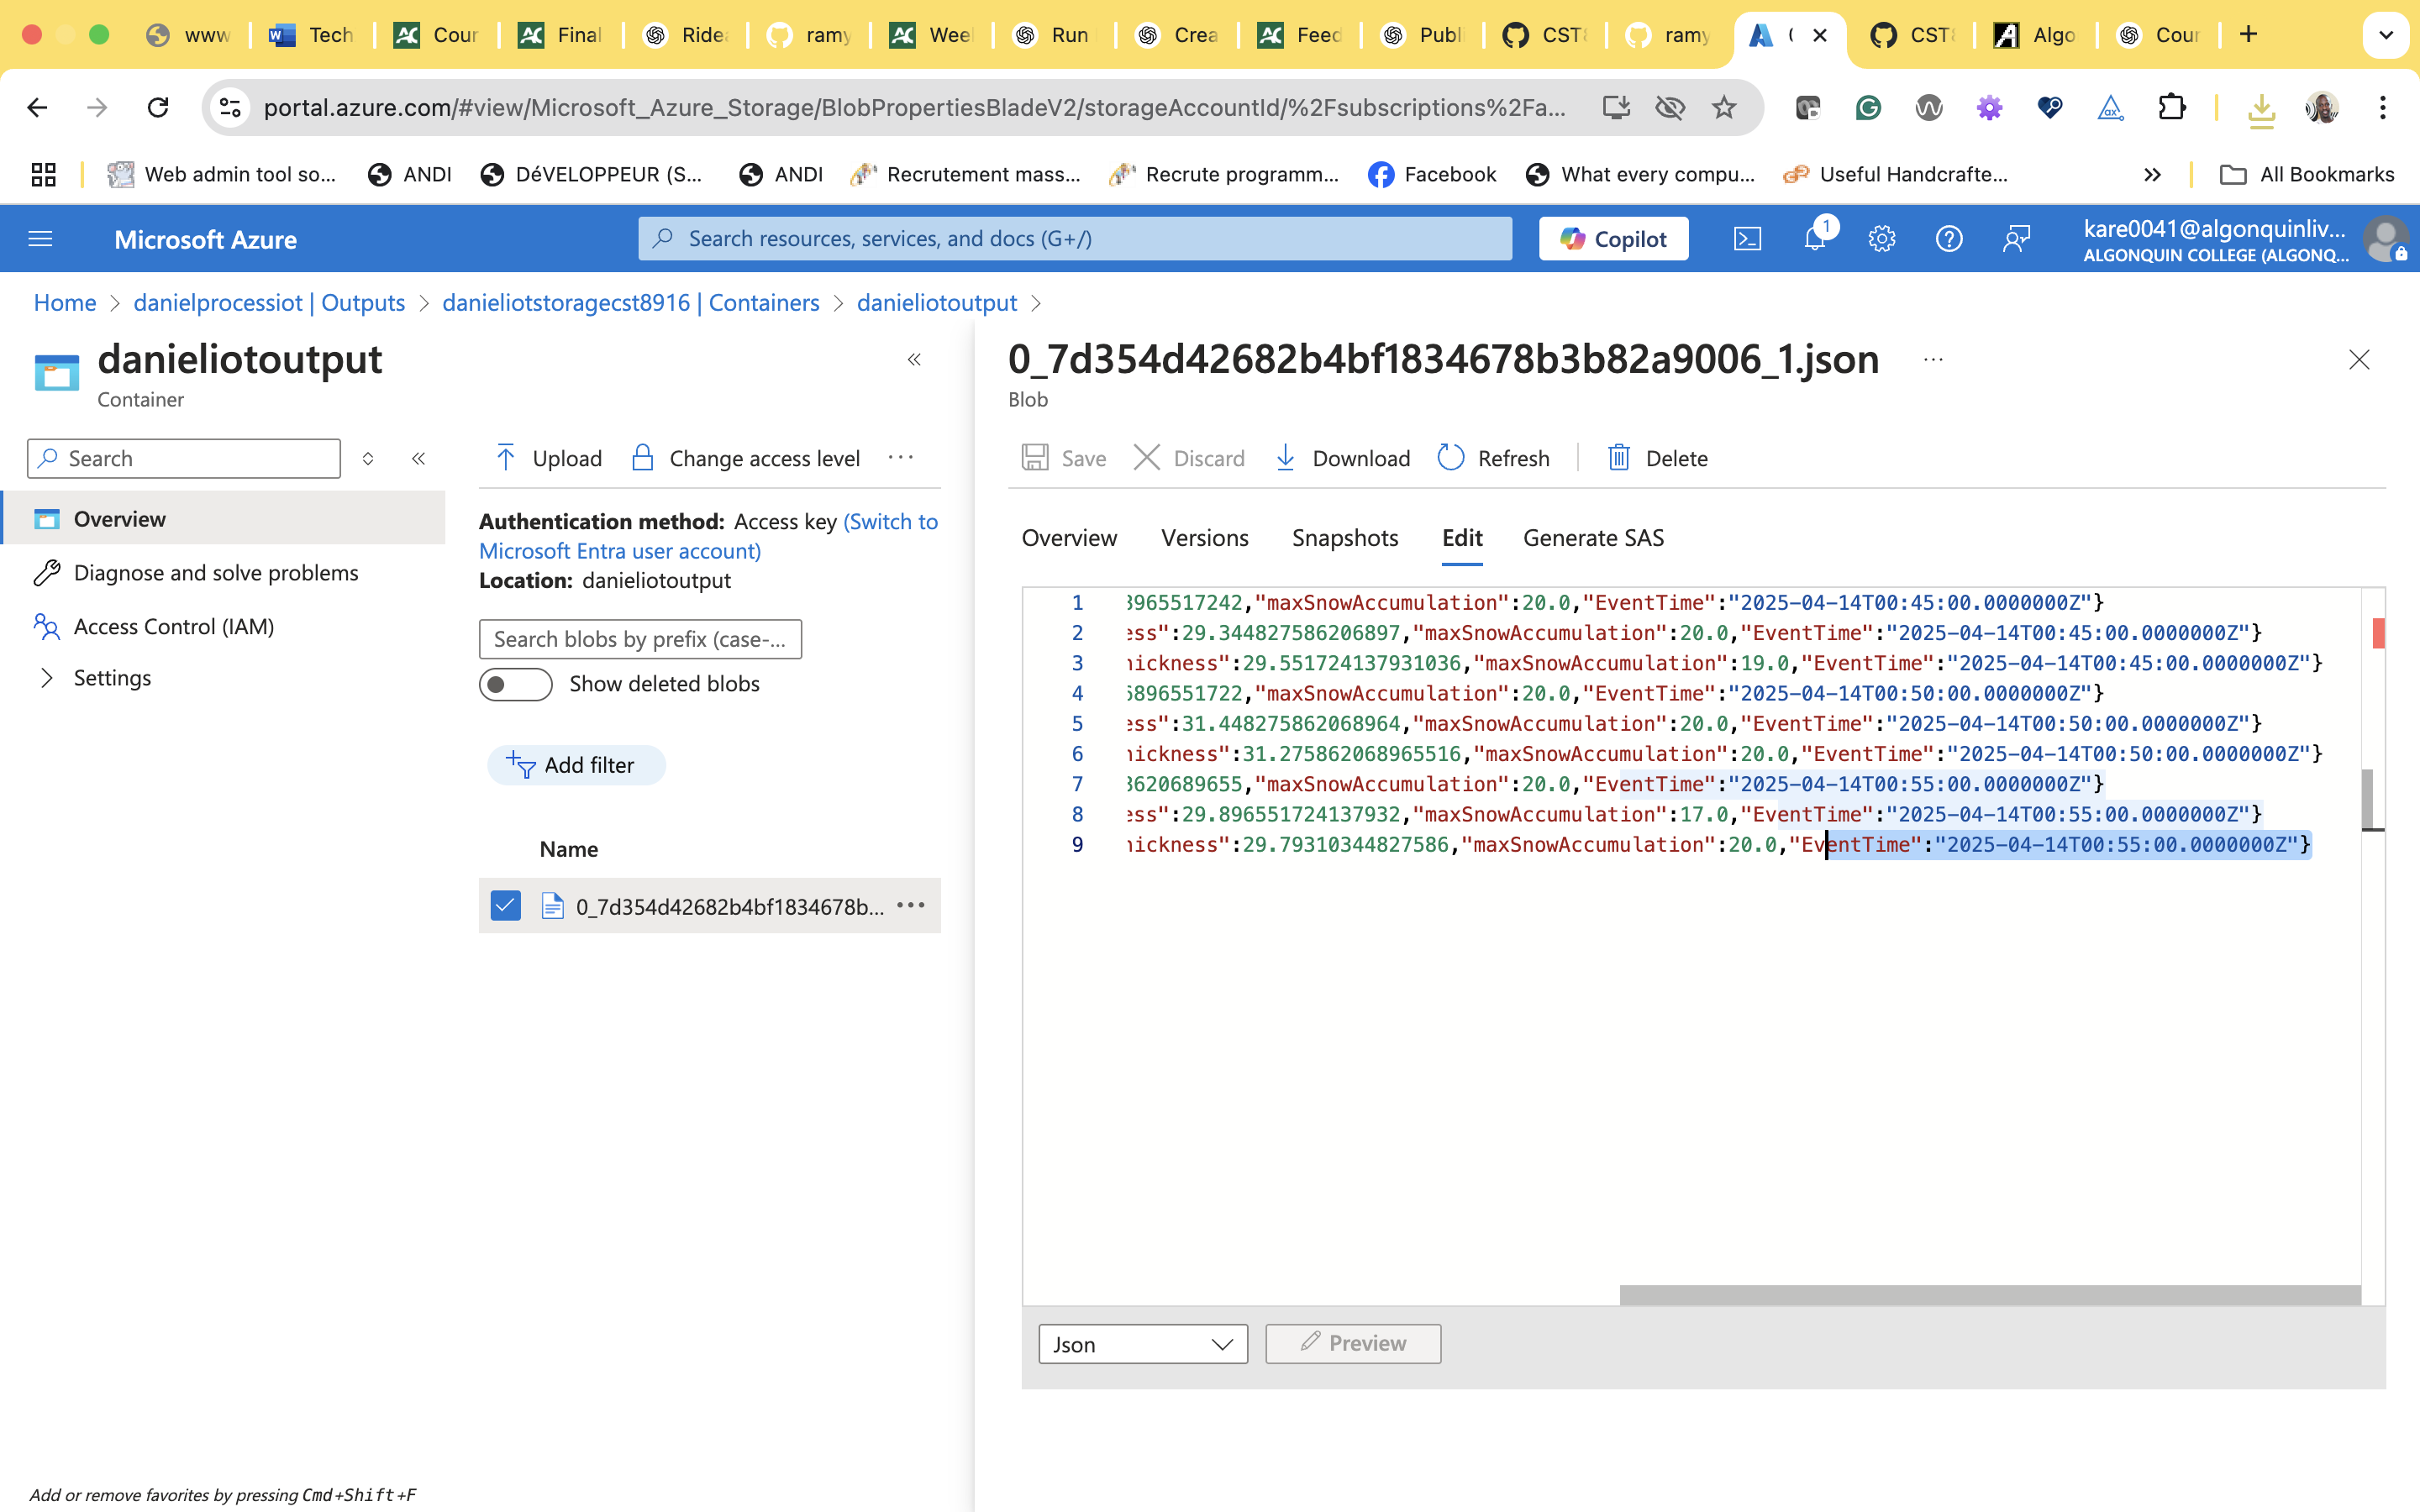 www
Tech
Cour
Final
Ride
ramy
Wee
Run
Crea
Feed
Publ
CST8
ramy
CST8
Algo
Cour
portal.azure.com/#view/Microsoft_Azure_Storage/BlobPropertiesBladeV2/storageAccountId/%2Fsubscriptions%2Fa...
Web admin tool so...
ANDI
DéVELOPPEUR (S...
ANDI
Recrutement mass...
Recrute programm...
Facebook
What every compu...
Useful Handcrafte...
All Bookmarks
Microsoft Azure
Search resources, services, and docs (G+/)
Copilot
1
kare0041@algonquinliv...
ALGONQUIN COLLEGE (ALGONQ...
Home > danielprocessiot | Outputs > danieliotstoragecst8916 | Containers > danieliotoutput >
danieliotoutput
Container
Search
Overview
Diagnose and solve problems
Access Control (IAM)
Settings
Upload
Change access level
Authentication method: Access key (Switch to
Microsoft Entra user account)
Location: danieliotoutput
Search blobs by prefix (case-...
Show deleted blobs
Add filter
Name
0_7d354d42682b4bf1834678b...
0_7d354d42682b4bf1834678b3b82a9006_1.json
Blob
Save
Discard
Download
Refresh
Delete
Overview
Versions
Snapshots
Edit
Generate SAS
1 3965517242,"maxSnowAccumulation":20.0,"EventTime":"2025-04-14T00:45:00.0000000Z"}
2 ess":29.344827586206897,"maxSnowAccumulation":20.0,"EventTime":"2025-04-14T00:45:00.0000000Z"}
3 hickness":29.551724137931036,"maxSnowAccumulation":19.0,"EventTime":"2025-04-14T00:45:00.0000000Z"}
4 5896551722,"maxSnowAccumulation":20.0,"EventTime":"2025-04-14T00:50:00.0000000Z"}
5 ess":31.448275862068964,"maxSnowAccumulation":20.0,"EventTime":"2025-04-14T00:50:00.0000000Z"}
6 hickness":31.275862068965516,"maxSnowAccumulation":20.0,"EventTime":"2025-04-14T00:50:00.0000000Z"}
7 3620689655,"maxSnowAccumulation":20.0,"EventTime":"2025-04-14T00:55:00.0000000Z"}
8 ess":29.896551724137932,"maxSnowAccumulation":17.0,"EventTime":"2025-04-14T00:55:00.0000000Z"}
9 hickness":29.79310344827586,"maxSnowAccumulation":20.0,"EventTime":"2025-04-14T00:55:00.0000000Z"}
Json
Preview
Add or remove favorites by pressing Cmd+Shift+F